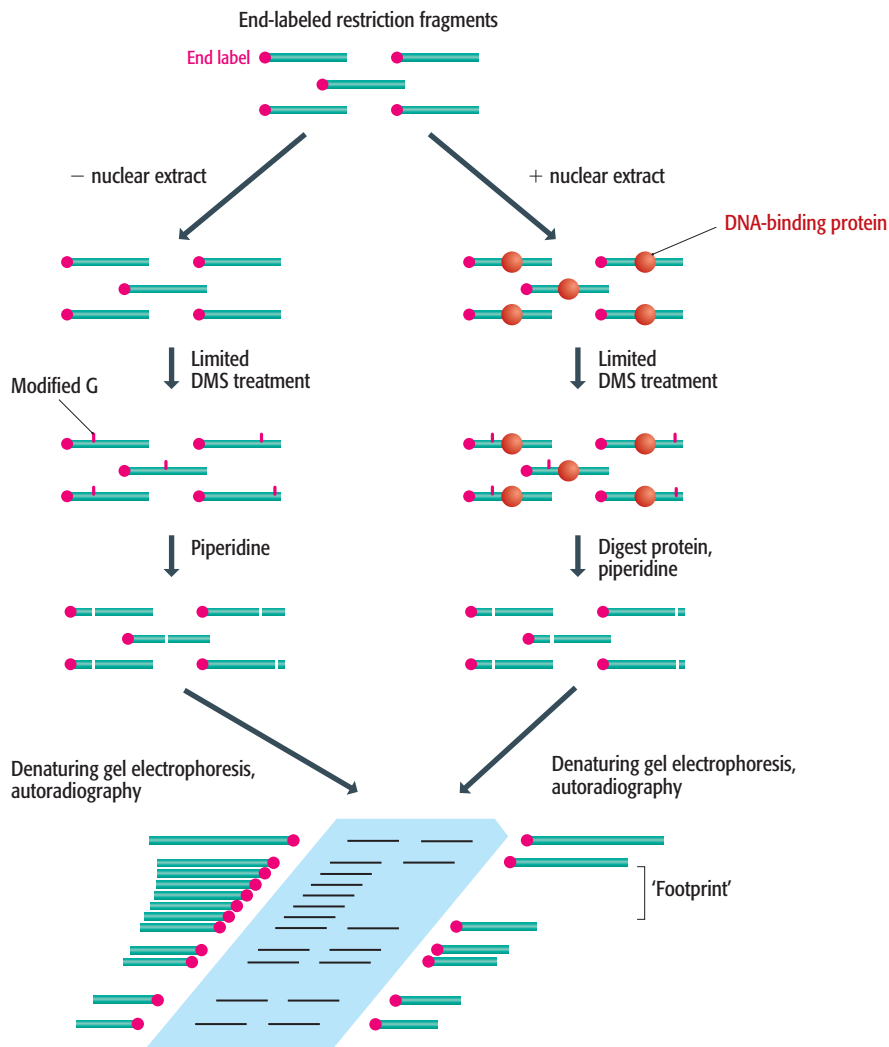 End-labeled restriction fragments
End label
− nuclear extract
+ nuclear extract
DNA-binding protein
Limited
DMS treatment
Limited
DMS treatment
Modified G
Piperidine
Digest protein,
piperidine
Denaturing gel electrophoresis,
autoradiography
Denaturing gel electrophoresis,
autoradiography
'Footprint'